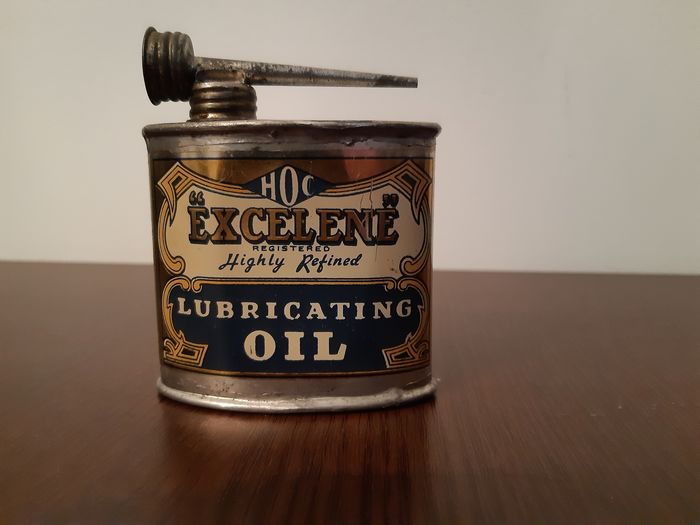 HOC
"EXCELENE"
REGISTERED
Highly Refined
LUBRICATING
OIL